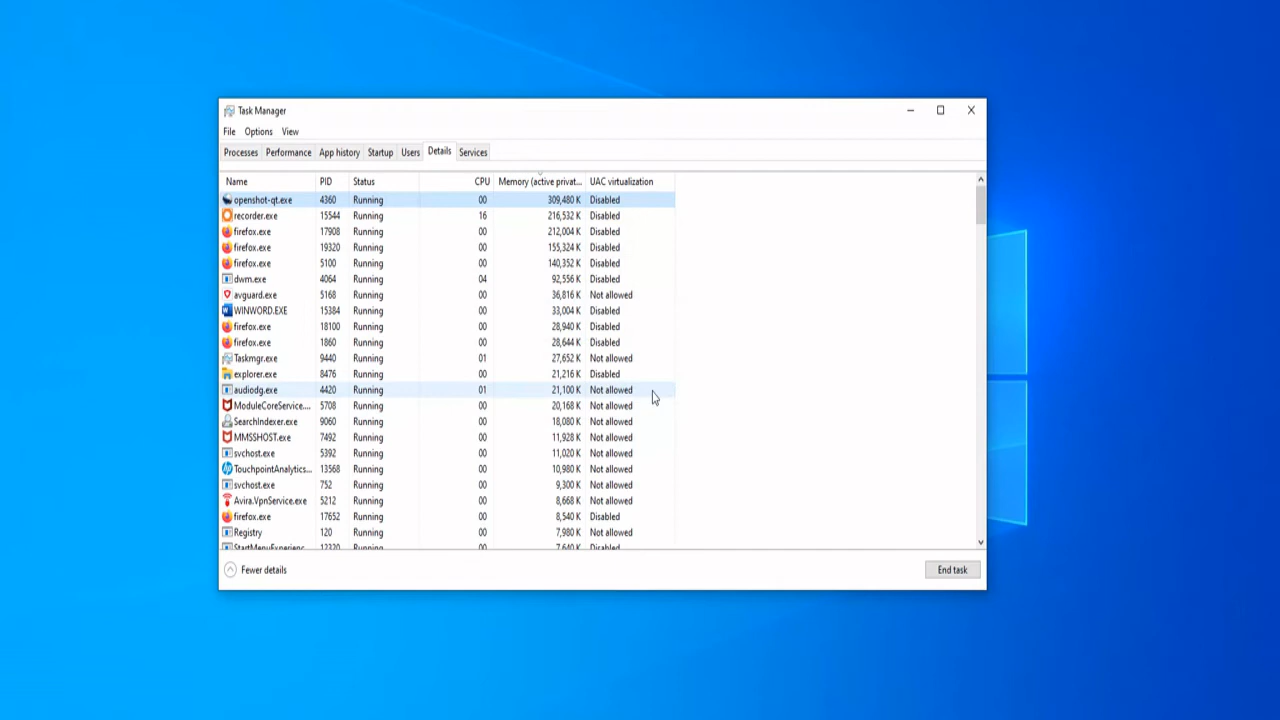 Task Manager
File Options View
Processes Performance App history Startup Users Details Services
Name PID Status CPU Memory (active privat... UAC virtualization
openshot-qt.exe 4360 Running 00 309,480 K Disabled
recorder.exe 15544 Running 16 216,532 K Disabled
firefox.exe 17908 Running 00 212,004 K Disabled
firefox.exe 19320 Running 00 155,324 K Disabled
firefox.exe 5100 Running 00 140,352 K Disabled
dwm.exe 4064 Running 04 92,556 K Disabled
avguard.exe 5168 Running 00 36,816 K Not allowed
WINWORD.EXE 15384 Running 00 33,004 K Disabled
firefox.exe 18100 Running 00 28,940 K Disabled
firefox.exe 1860 Running 00 28,644 K Disabled
Taskmgr.exe 9440 Running 01 27,652 K Not allowed
explorer.exe 8476 Running 00 21,216 K Disabled
audiodg.exe 4420 Running 01 21,100 K Not allowed
ModuleCoreService.... 5708 Running 00 20,168 K Not allowed
SearchIndexer.exe 9060 Running 00 18,080 K Not allowed
MMSSHOST.exe 7492 Running 00 11,928 K Not allowed
svchost.exe 5392 Running 00 11,020 K Not allowed
TouchpointAnalytics... 13568 Running 00 10,980 K Not allowed
svchost.exe 752 Running 00 9,300 K Not allowed
Avira.VpnService.exe 5212 Running 00 8,668 K Not allowed
firefox.exe 17652 Running 00 8,540 K Disabled
Registry 120 Running 00 7,980 K Not allowed
StartMenuExperienc... 12320 Running 00 7,640 K Disabled
Fewer details End task